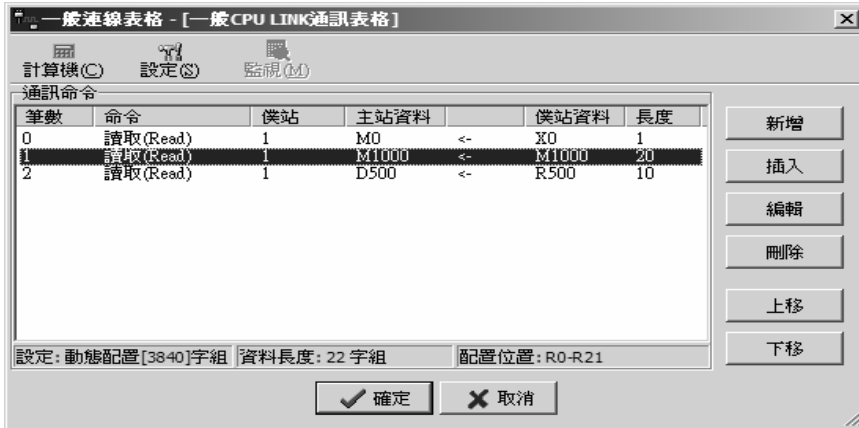 一般連線表格 - [一般CPU LINK通訊表格]
計算機(C) 設定(S) 監視(M)
通訊命令
筆數 命令 僕站 主站資料 僕站資料 長度
0 讀取(Read) 1 M0 <- X0 1
1 讀取(Read) 1 M1000 <- M1000 20
2 讀取(Read) 1 D500 <- R500 10
新增
插入
編輯
刪除
上移
下移
設定: 動態配置[3840]字組 資料長度: 22 字組 配置位置: R0-R21
確定 取消